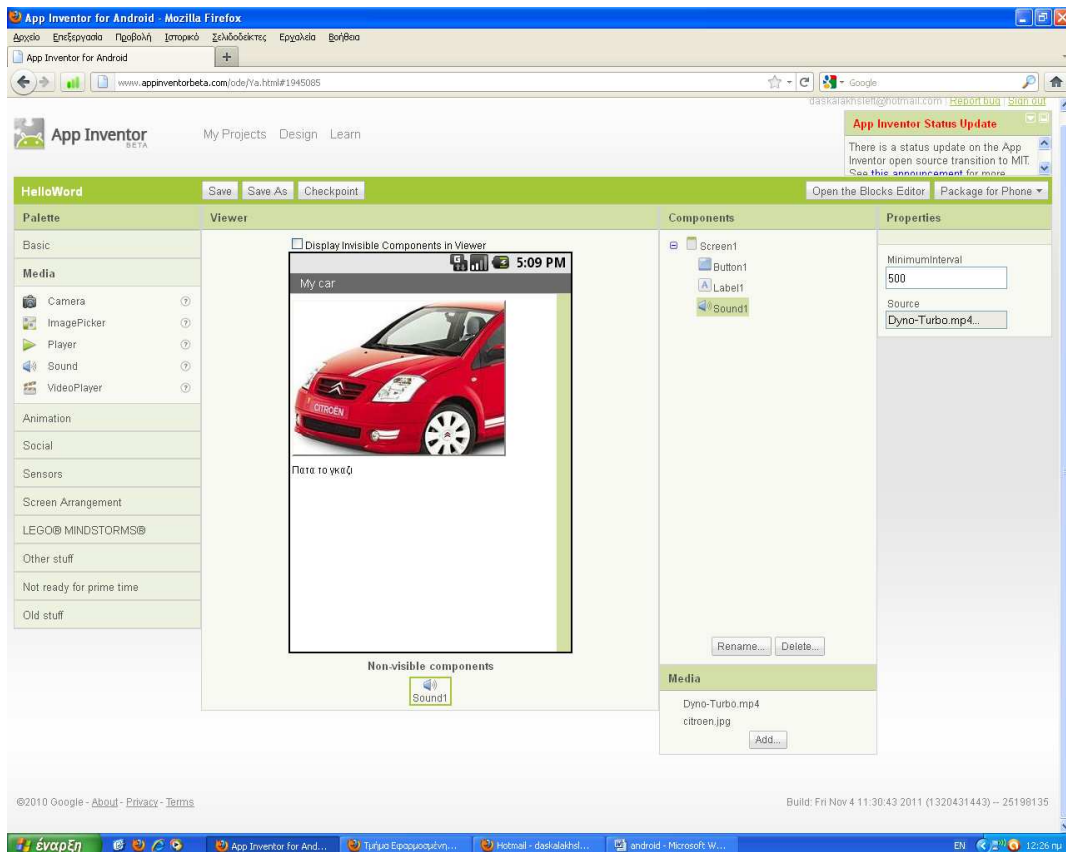 App Inventor for Android - Mozilla Firefox
Αρχείο Επεξεργασία Προβολή Ιστορικό Σελιδοδείκτες Εργαλεία Βοήθεια
App Inventor for Android
www.appinventorbeta.com/ode/Ya.html#1945085
Google
Report bug | Sign out
App Inventor
BETA
My Projects Design Learn
App Inventor Status Update
There is a status update on the App
Inventor open source transition to MIT.
See this announcement for more
HelloWord
Save Save As Checkpoint
Open the Blocks Editor Package for Phone
Palette
Viewer
Components
Properties
Basic
Media
Camera
ImagePicker
Player
Sound
VideoPlayer
Animation
Social
Sensors
Screen Arrangement
LEGO® MINDSTORMS®
Other stuff
Not ready for prime time
Old stuff
Display Invisible Components in Viewer
5:09 PM
My car
CITROËN
Πατα το γκαζι
Non-visible components
Sound1
Screen1
Button1
Label1
Sound1
Rename... Delete...
Media
Dyno-Turbo.mp4
citroen.jpg
Add...
MinimumInterval
500
Source
Dyno-Turbo.mp4...
©2010 Google - About - Privacy - Terms
Build: Fri Nov 4 11:30:43 2011 (1320431443) -- 25198135
έναρξη
App Inventor for And...
Τμήμα Εφαρμοσμένη...
Hotmail - daskalakhsl...
android - Microsoft W...
EN
12:26 πμ